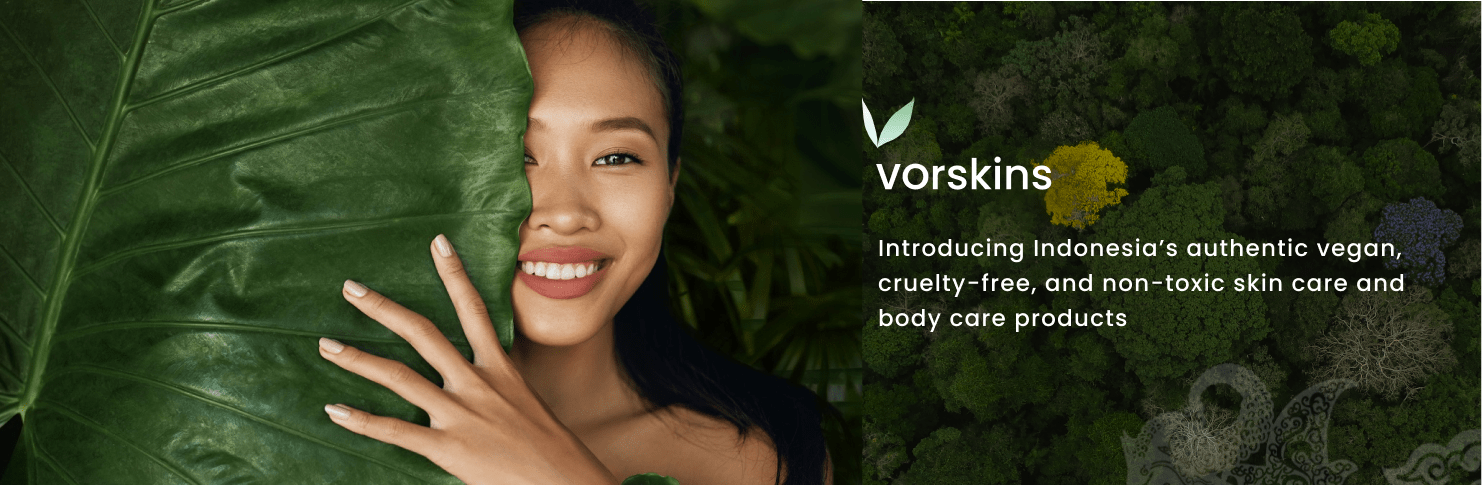 vorskins
Introducing Indonesia’s authentic vegan,
cruelty-free, and non-toxic skin care and
body care products